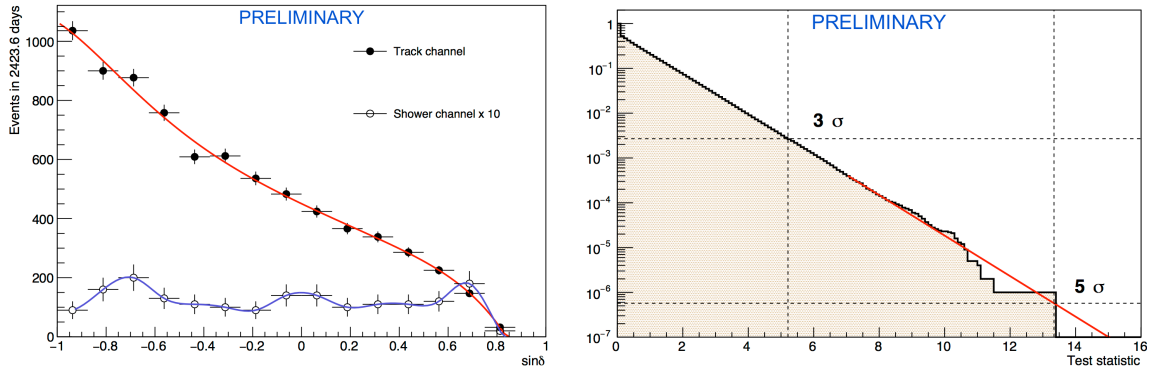 PRELIMINARY
Events in 2423.6 days
1000
800
600
400
200
0
Track channel
Shower channel x 10
−1 −0.8 −0.6 −0.4 −0.2 0 0.2 0.4 0.6 0.8 1
sinδ
PRELIMINARY
1
10⁻¹
10⁻²
10⁻³
10⁻⁴
10⁻⁵
10⁻⁶
10⁻⁷
3 σ
5 σ
0 2 4 6 8 10 12 14 16
Test statistic